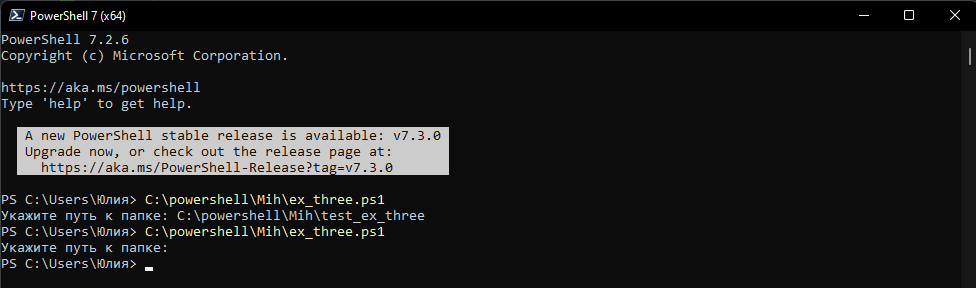 PowerShell 7 (x64)
PowerShell 7.2.6
Copyright (c) Microsoft Corporation.
https://aka.ms/powershell
Type 'help' to get help.
A new PowerShell stable release is available: v7.3.0
Upgrade now, or check out the release page at:
https://aka.ms/PowerShell-Release?tag=v7.3.0
PS C:\Users\Юлия> C:\powershell\Mih\ex_three.ps1
Укажите путь к папке: C:\powershell\Mih\test_ex_three
PS C:\Users\Юлия> C:\powershell\Mih\ex_three.ps1
Укажите путь к папке:
PS C:\Users\Юлия>